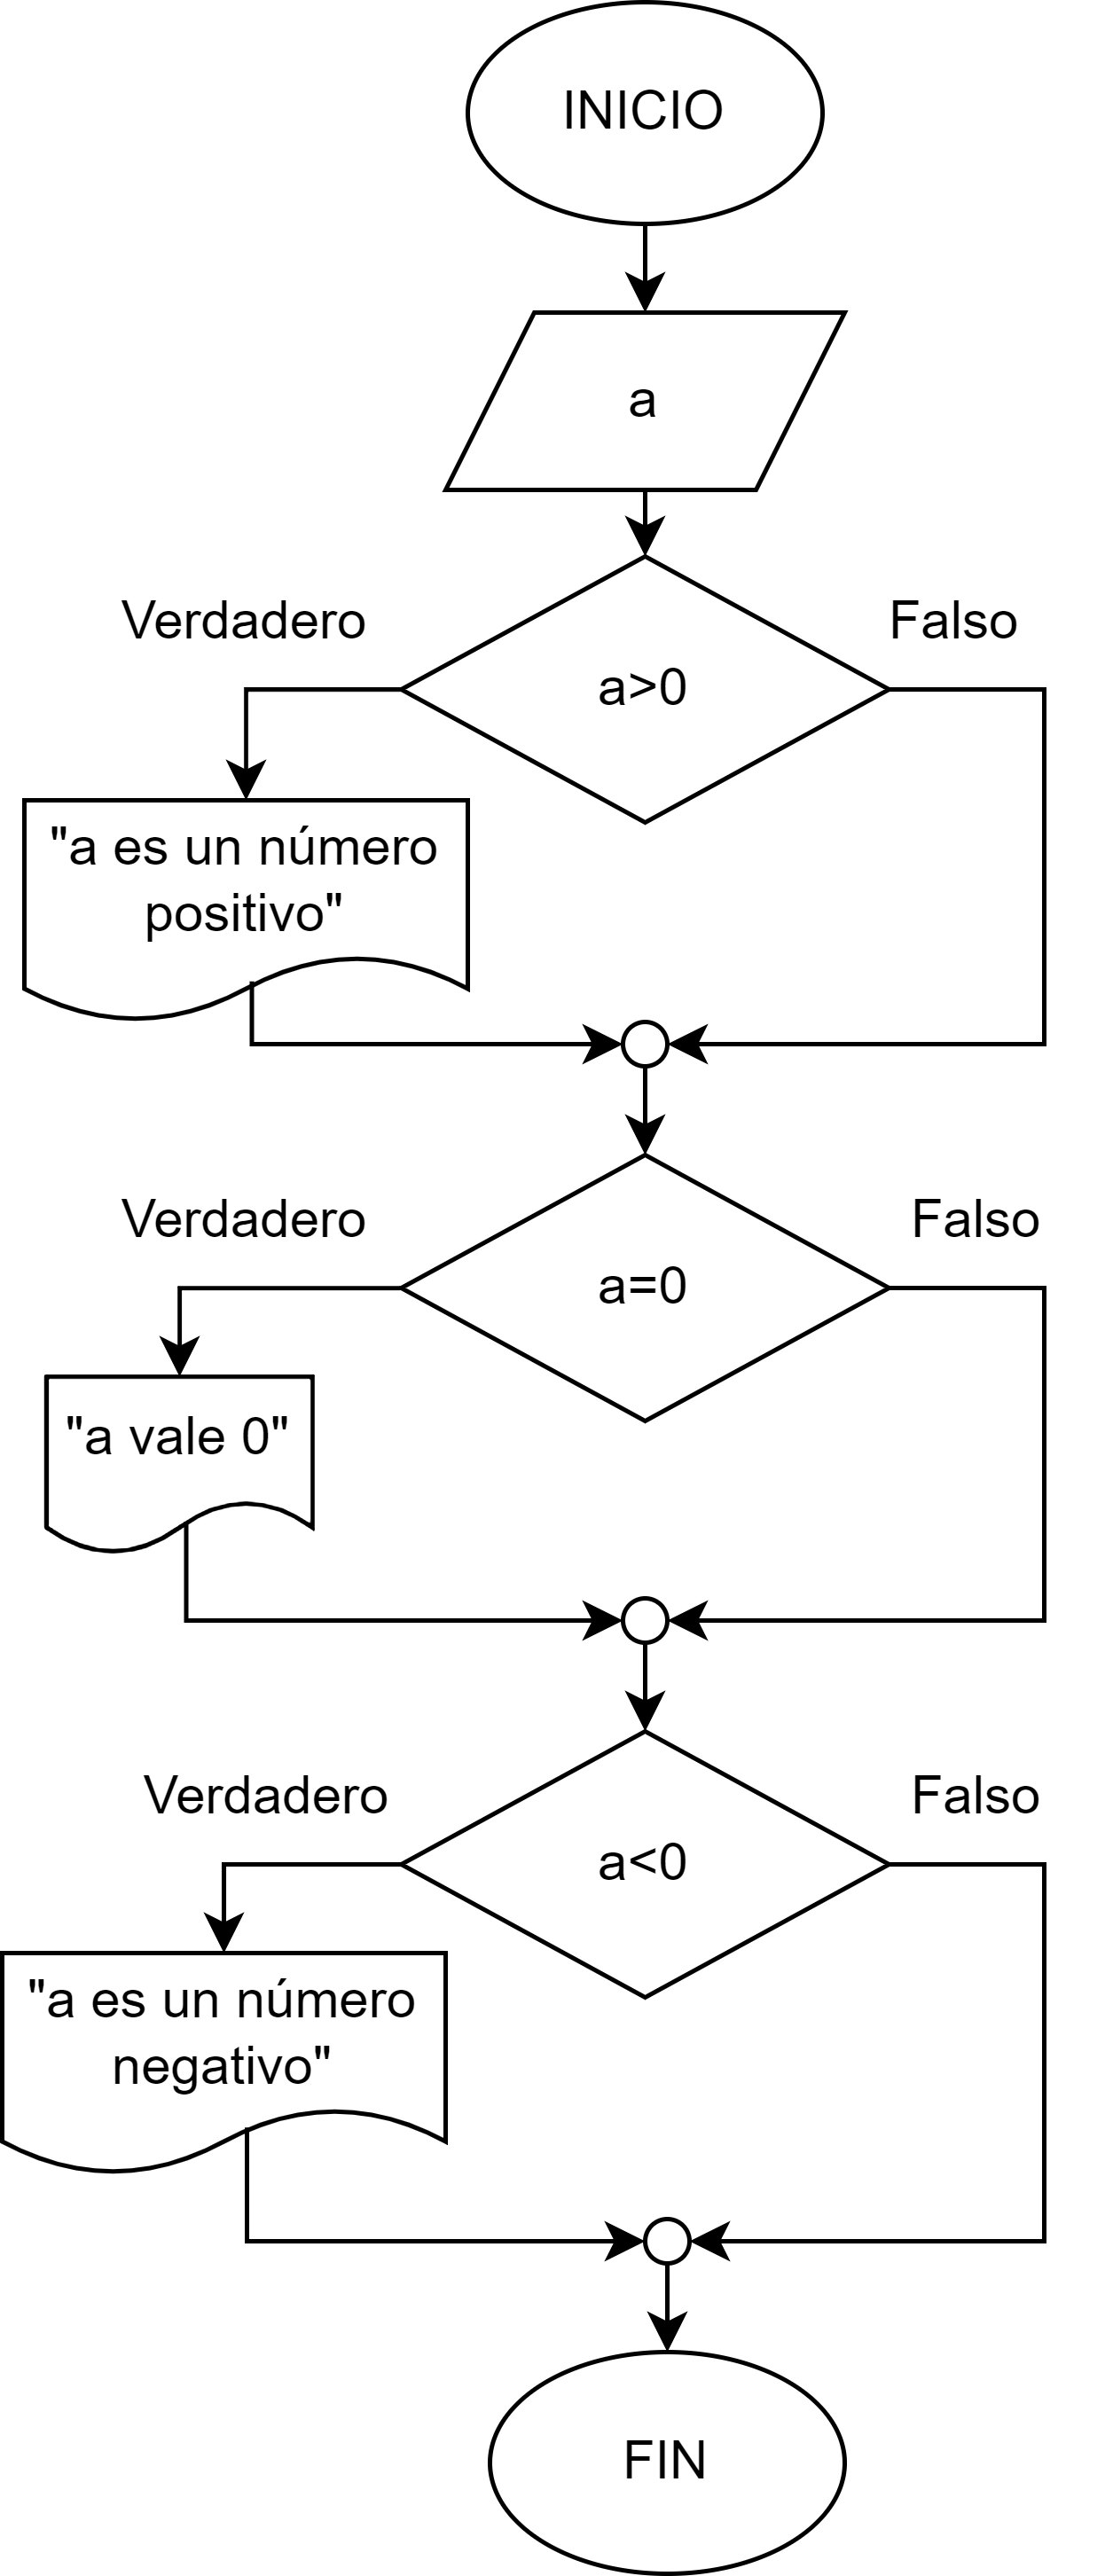 INICIO
a
Verdadero
Falso
a>0
"a es un número
positivo"
Verdadero
Falso
a=0
"a vale 0"
Verdadero
Falso
a<0
"a es un número
negativo"
FIN